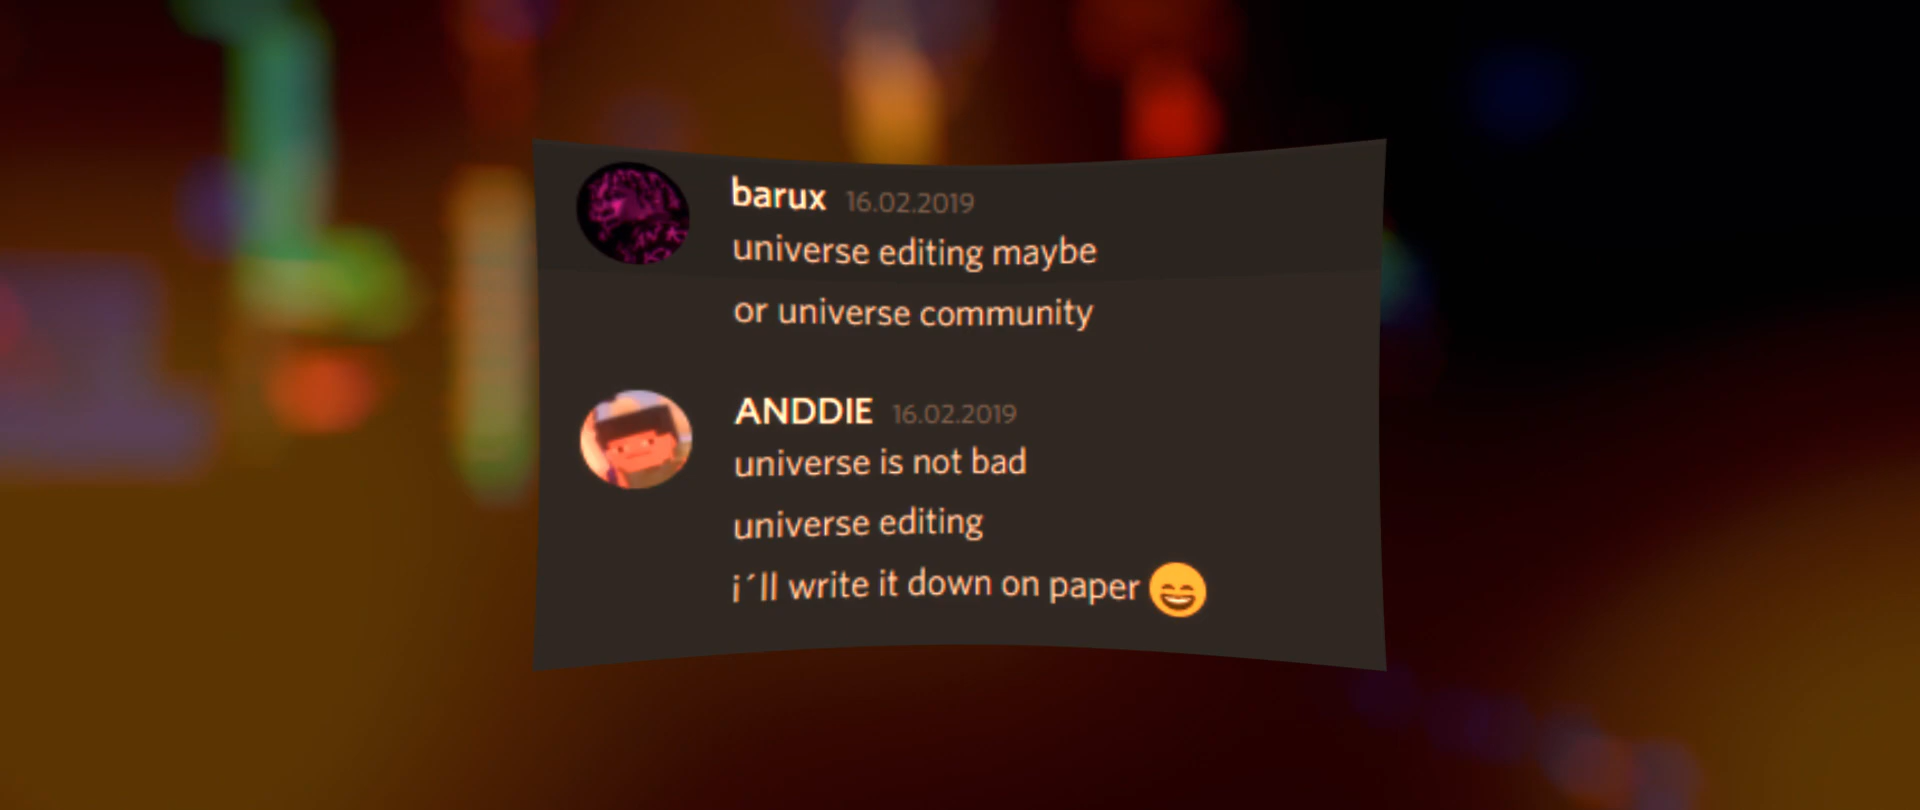 barux 16.02.2019
universe editing maybe
or universe community
ANDDIE 16.02.2019
universe is not bad
universe editing
i´ll write it down on paper 😄